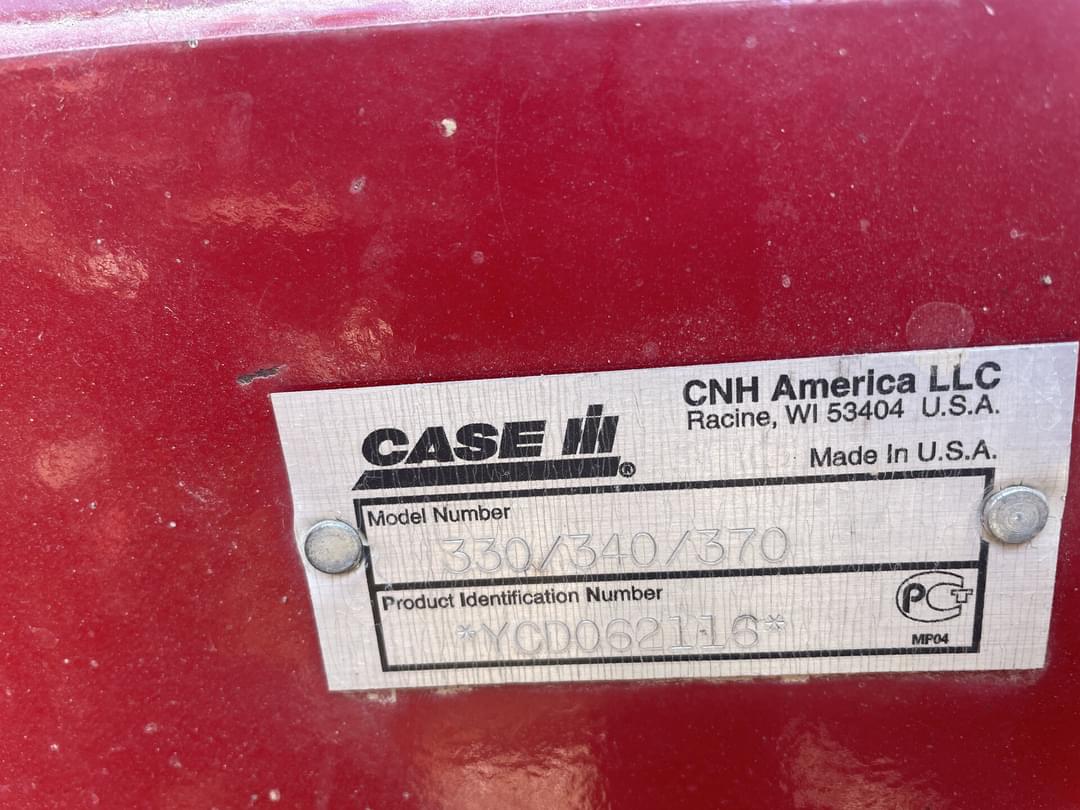 CNH America LLC
Racine, WI 53404 U.S.A.
CASE IH®
Made In U.S.A.
Model Number
330/340/370
Product Identification Number
*YCD062116*
PCT
MP04